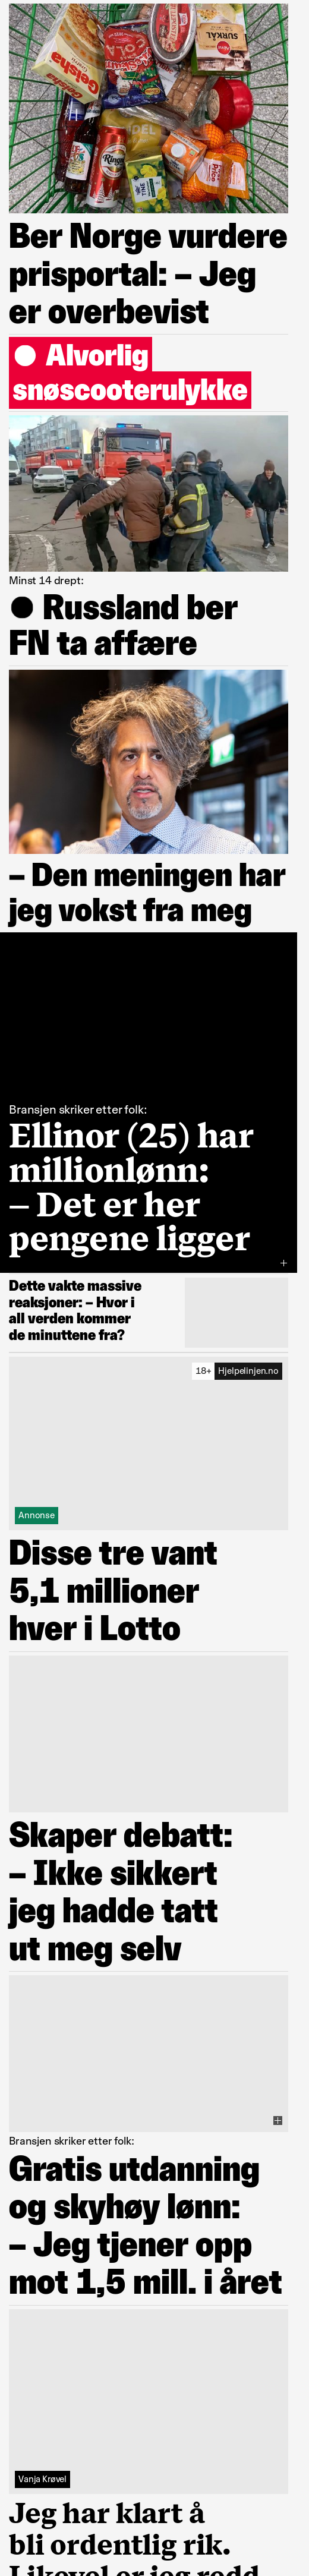 SURKÅL
Ber Norge vurdere
prisportal: – Jeg
er overbevist
Alvorlig
snøscooterulykke
Minst 14 drept:
Russland ber
FN ta affære
– Den meningen har
jeg vokst fra meg
Bransjen skriker etter folk:
Ellinor (25) har
millionlønn:
– Det er her
pengene ligger
Dette vakte massive
reaksjoner: – Hvor i
all verden kommer
de minuttene fra?
18+ Hjelpelinjen.no
Annonse
Disse tre vant
5,1 millioner
hver i Lotto
Skaper debatt:
– Ikke sikkert
jeg hadde tatt
ut meg selv
Bransjen skriker etter folk:
Gratis utdanning
og skyhøy lønn:
– Jeg tjener opp
mot 1,5 mill. i året
Vanja Krøvel
Jeg har klart å
bli ordentlig rik.
Likevel er jeg redd